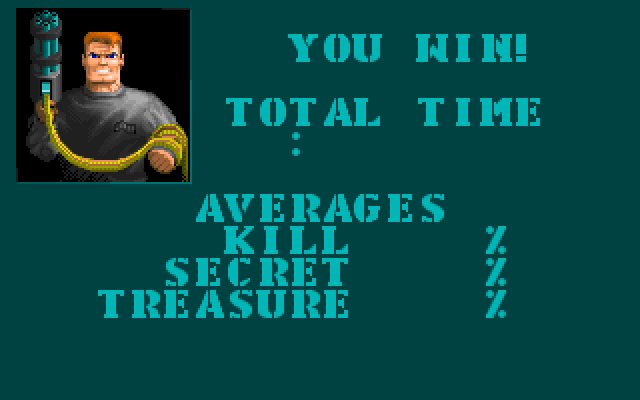 YOU WIN!
TOTAL TIME
:
AVERAGES
KILL %
SECRET %
TREASURE %